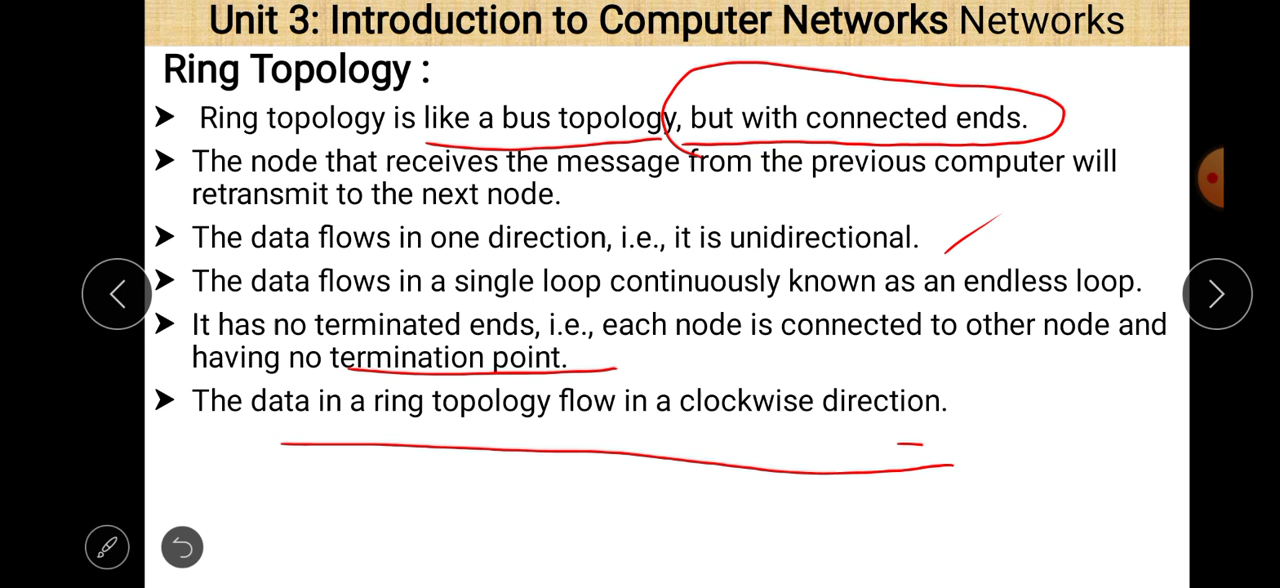 Unit 3: Introduction to Computer Networks Networks
Ring Topology :
➤ Ring topology is like a bus topology, but with connected ends.
➤ The node that receives the message from the previous computer will
retransmit to the next node.
➤ The data flows in one direction, i.e., it is unidirectional.
➤ The data flows in a single loop continuously known as an endless loop.
➤ It has no terminated ends, i.e., each node is connected to other node and
having no termination point.
➤ The data in a ring topology flow in a clockwise direction.